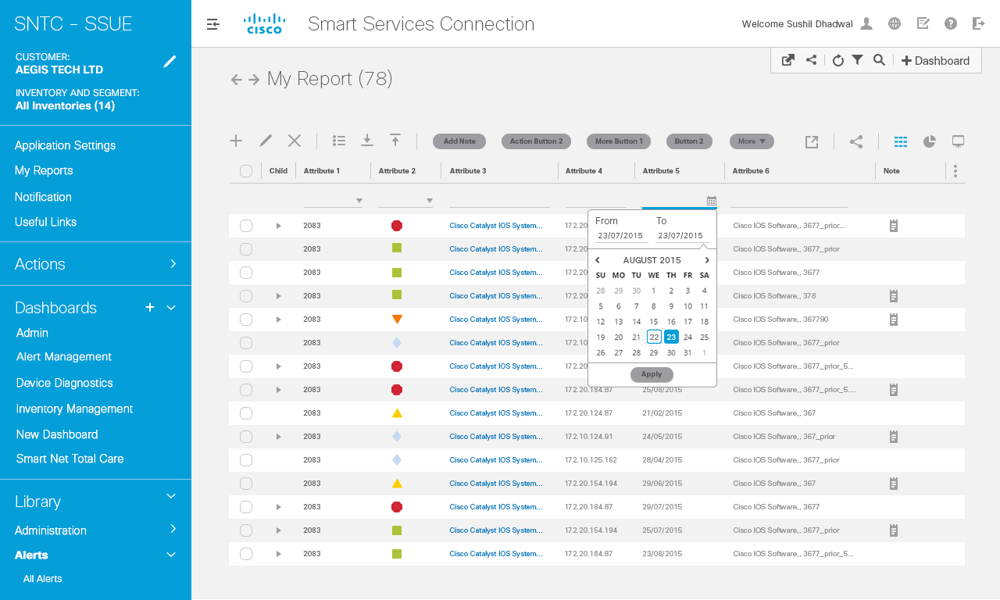 SNTC – SSUE
CUSTOMER:
AEGIS TECH LTD
INVENTORY AND SEGMENT:
All Inventories (14)
Application Settings
My Reports
Notification
Useful Links
Actions
Dashboards
Admin
Alert Management
Device Diagnostics
Inventory Management
New Dashboard
Smart Net Total Care
Library
Administration
Alerts
All Alerts
CISCO
Smart Services Connection
Welcome Sushil Dhadwal
Dashboard
My Report (78)
Add Note Action Button 2 More Button 1 Button 2 More
Child Attribute 1 Attribute 2 Attribute 3 Attribute 4 Attribute 5 Attribute 6 Note
2083 Cisco Catalyst IOS System... 172.20 Cisco IOS Software,, 3677_prior...
2083 Cisco Catalyst IOS System... 172.20 Cisco IOS Software,, 3677_prior
2083 Cisco Catalyst IOS System... 172.20 Cisco IOS Software,, 3677
2083 Cisco Catalyst IOS System... 172.20 Cisco IOS Software,, 378
2083 Cisco Catalyst IOS System... 172.10 Cisco IOS Software,, 367790
2083 Cisco Catalyst IOS System... 172.10 Cisco IOS Software,, 3677_prior
2083 Cisco Catalyst IOS System... 172.20 Cisco IOS Software,, 3677_prior_5...
2083 Cisco Catalyst IOS System... 172.20.184.87 25/08/2015 Cisco IOS Software,, 3677_prior_5....
2083 Cisco Catalyst IOS System... 172.20.124.87 21/02/2015 Cisco IOS Software,, 367
2083 Cisco Catalyst IOS System... 172.10.124.91 24/05/2015 Cisco IOS Software,, 367_prior
2083 Cisco Catalyst IOS System... 172.10.125.162 28/04/2015 Cisco IOS Software,, 3677_prior
2083 Cisco Catalyst IOS System... 172.20.154.194 29/06/2015 Cisco IOS Software,, 367
2083 Cisco Catalyst IOS System... 172.20.184.87 29/07/2015 Cisco IOS Software,, 3677
2083 Cisco Catalyst IOS System... 172.20.154.194 25/07/2015 Cisco IOS Software,, 3677_prior
2083 Cisco Catalyst IOS System... 172.20.184.87 23/08/2015 Cisco IOS Software,, 3677_prior_5...
From To
23/07/2015 23/07/2015
AUGUST 2015
SU MO TU WE TH FR SA
28 29 30 1 2 3 4
5 6 7 8 9 10 11
12 13 14 15 16 17 18
19 20 21 22 23 24 25
26 27 28 29 30 31 1
Apply